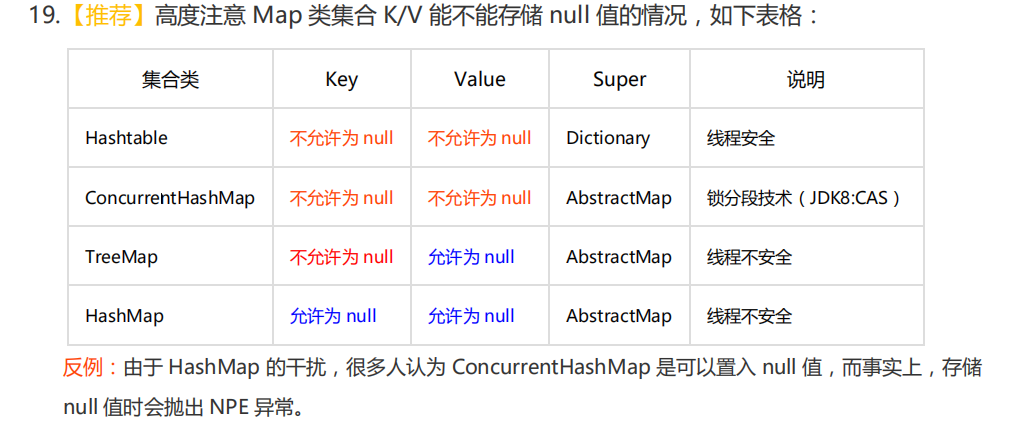 19.【推荐】高度注意 Map 类集合 K/V 能不能存储 null 值的情况，如下表格：
集合类 Key Value Super 说明
Hashtable 不允许为 null 不允许为 null Dictionary 线程安全
ConcurrentHashMap 不允许为 null 不允许为 null AbstractMap 锁分段技术（JDK8:CAS）
TreeMap 不允许为 null 允许为 null AbstractMap 线程不安全
HashMap 允许为 null 允许为 null AbstractMap 线程不安全
反例：由于 HashMap 的干扰，很多人认为 ConcurrentHashMap 是可以置入 null 值，而事实上，存储
null 值时会抛出 NPE 异常。